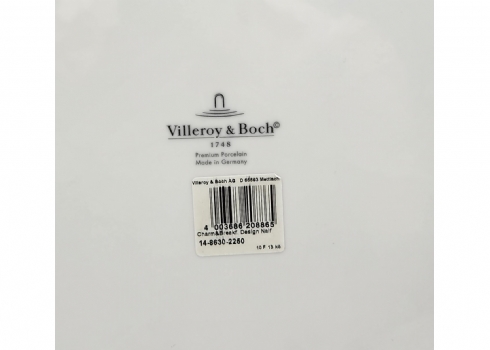 Villeroy & Boch©
1748
Premium Porcelain
Made in Germany
Villeroy & Boch AG D 66693 Mettlach
4 003686 208865
Charm&Breakf. Design Naif
14-8630-2250